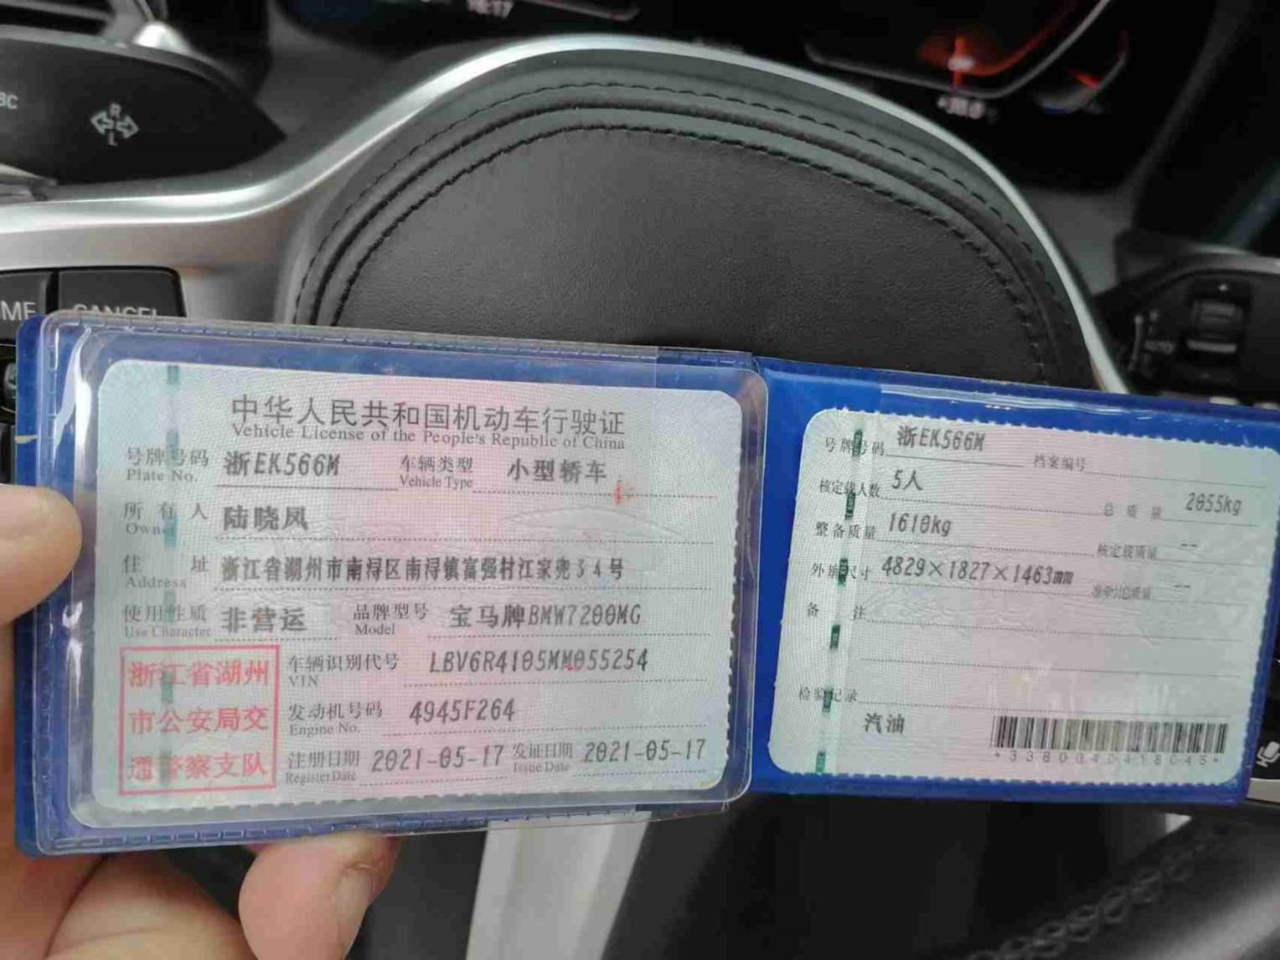 16:17
BC
R
L
CANCEL
AUTO
中华人民共和国机动车行驶证
Vehicle License of the People's Republic of China
号牌号码 浙EK566M 车辆类型 小型轿车
Plate No. Vehicle Type
所有人 陆晓凤
Owner
住址 浙江省湖州市南浔区南浔镇富强村江家兜34号
Address
使用性质 非营运 品牌型号 宝马牌BMW7200MG
Use Character Model
浙江省湖州
市公安局交
通警察支队
车辆识别代号 LBV6R4105MM055254
VIN
发动机号码 4945F264
Engine No.
注册日期 2021-05-17 发证日期 2021-05-17
Register Date Issue Date
号牌号码 浙EK566M 档案编号
核定载人数 5人 总质量 2055kg
整备质量 1610kg 核定载质量 --
外廓尺寸 4829×1827×1463mm 准牵引总质量 --
备注
检验记录
汽油